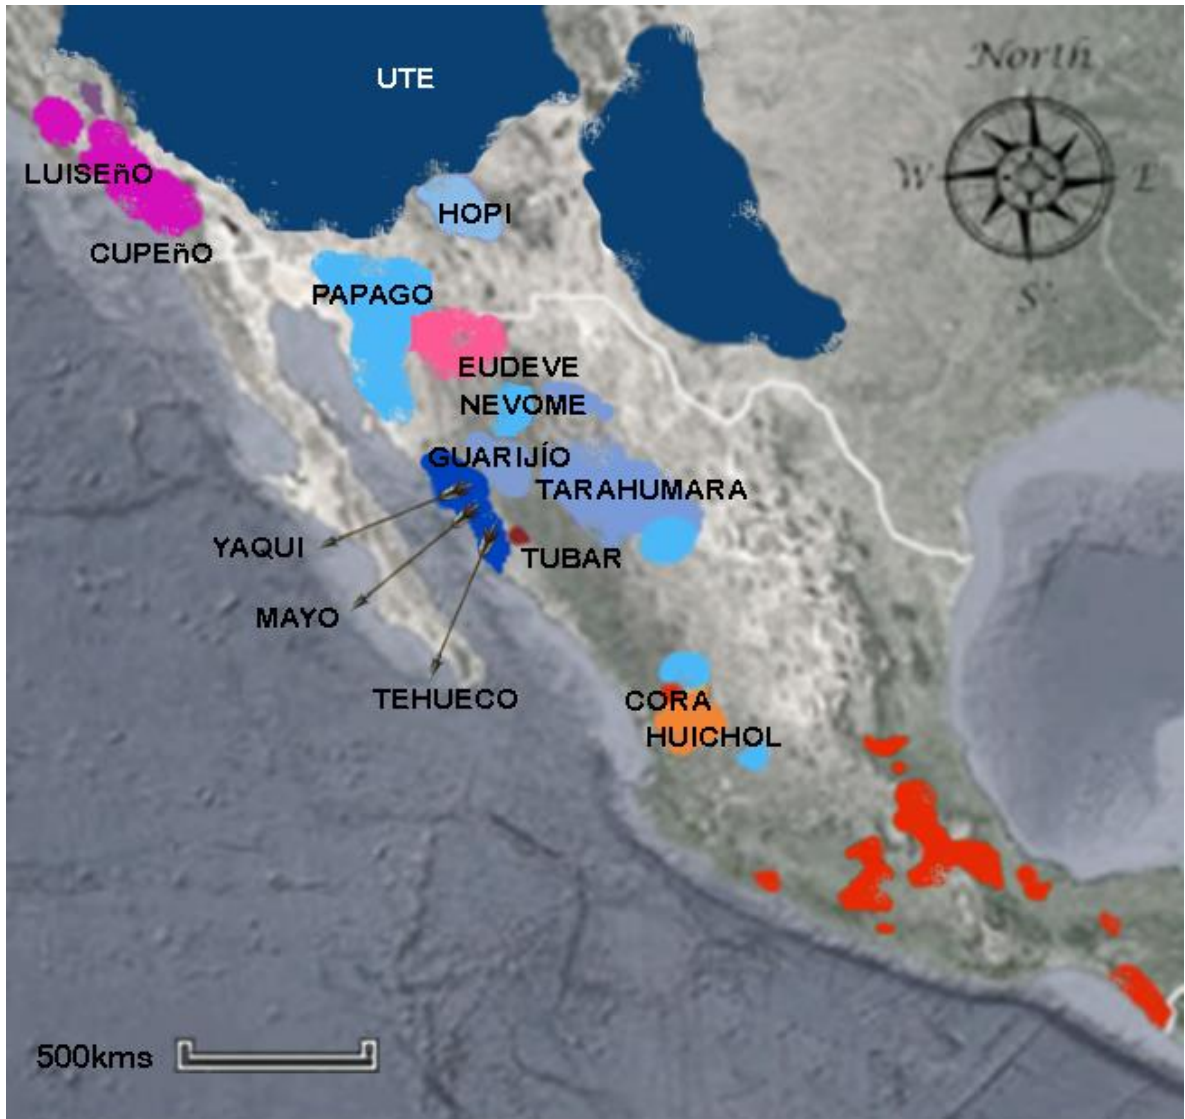 North
UTE
W
E
LUISEñO
HOPI
CUPEñO
S
PAPAGO
EUDEVE
NEVOME
GUARIJÍO
TARAHUMARA
YAQUI
TUBAR
MAYO
TEHUECO
CORA
HUICHOL
500kms